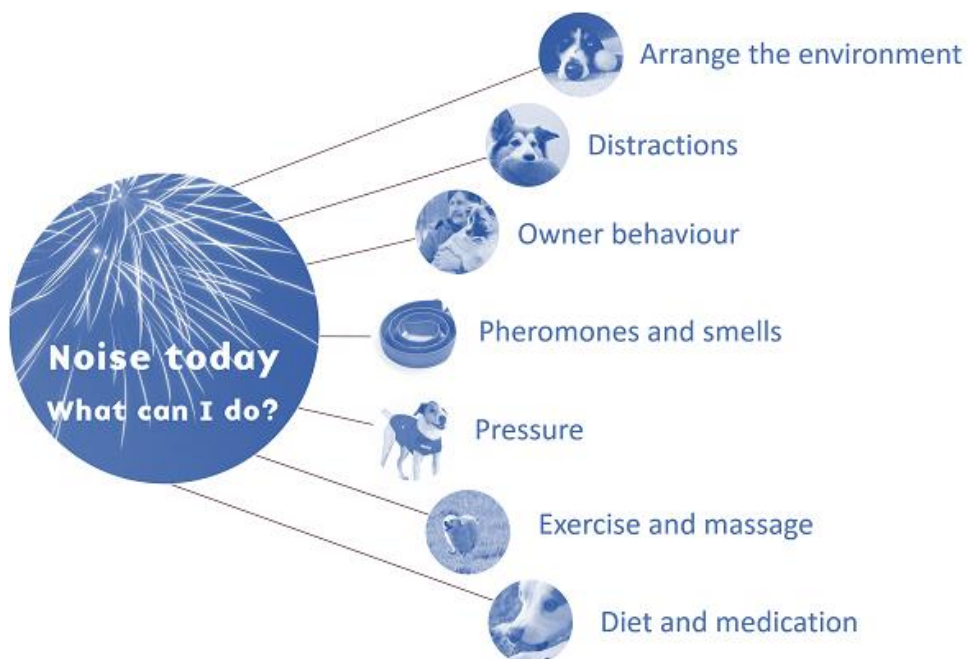 Arrange the environment
Distractions
Owner behaviour
Pheromones and smells
Noise today
What can I do?
Pressure
Exercise and massage
Diet and medication